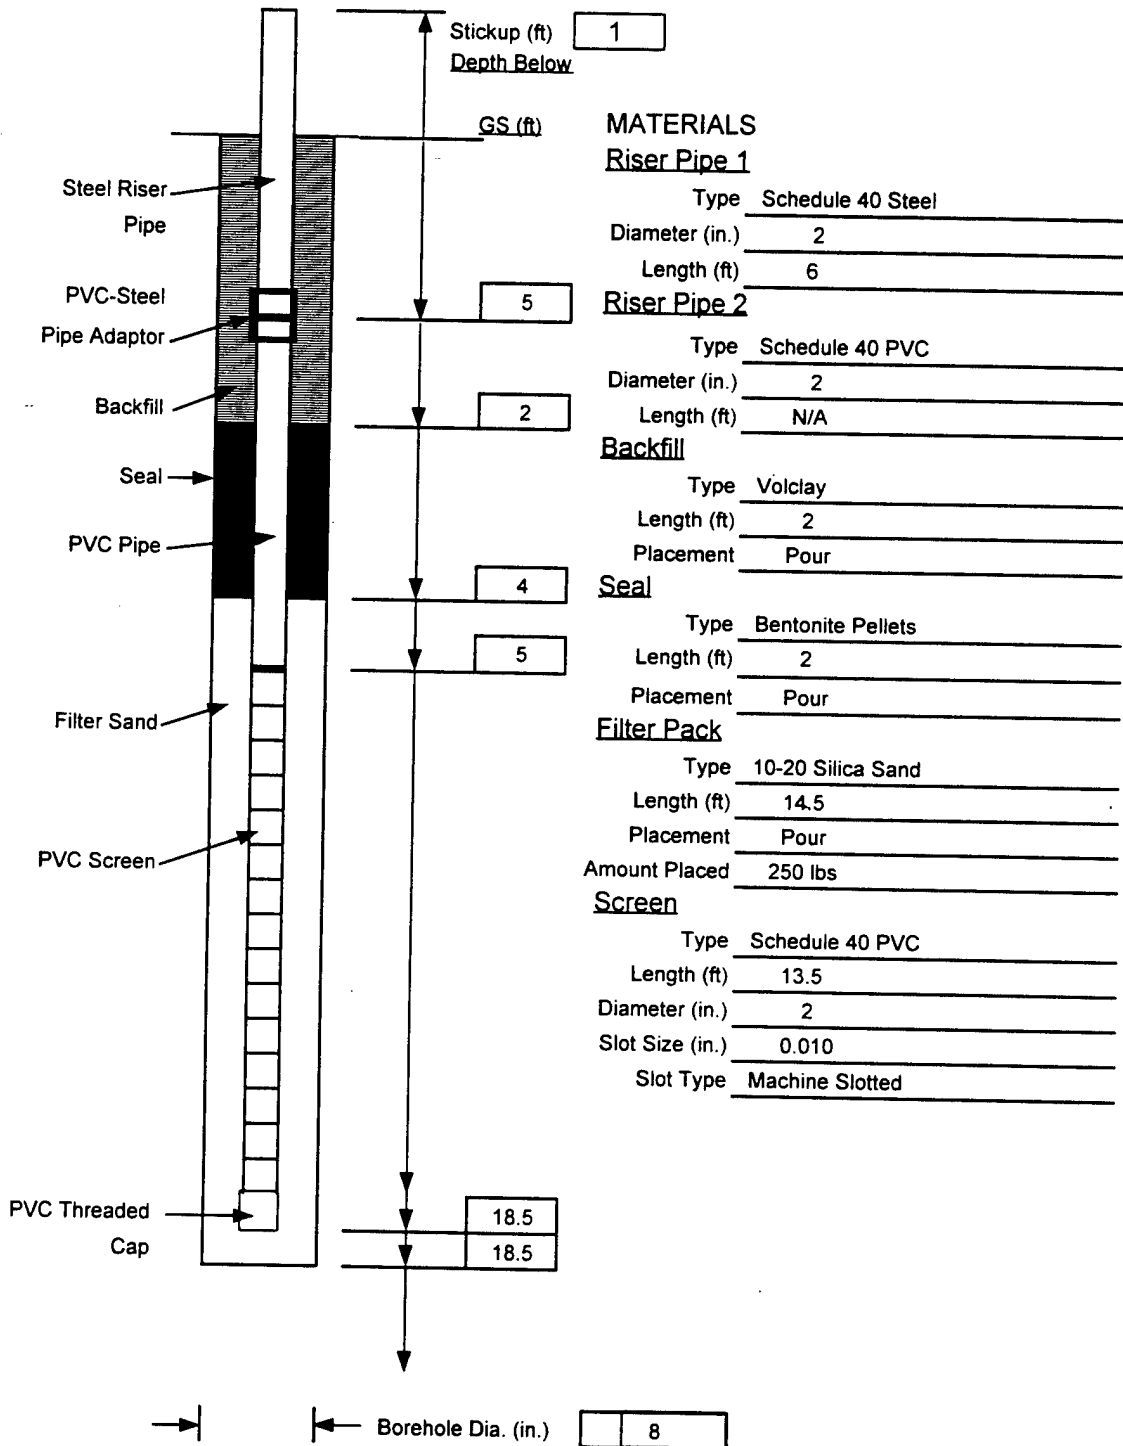 Stickup (ft) 1
Depth Below
GS (ft)
MATERIALS
Riser Pipe 1
Type Schedule 40 Steel
Diameter (in.) 2
Length (ft) 6
Riser Pipe 2
Type Schedule 40 PVC
Diameter (in.) 2
Length (ft) N/A
Backfill
Type Volclay
Length (ft) 2
Placement Pour
Seal
Type Bentonite Pellets
Length (ft) 2
Placement Pour
Filter Pack
Type 10-20 Silica Sand
Length (ft) 14.5
Placement Pour
Amount Placed 250 lbs
Screen
Type Schedule 40 PVC
Length (ft) 13.5
Diameter (in.) 2
Slot Size (in.) 0.010
Slot Type Machine Slotted
Steel Riser
Pipe
PVC-Steel
Pipe Adaptor
Backfill
Seal
PVC Pipe
Filter Sand
PVC Screen
PVC Threaded
Cap
5
2
4
5
18.5
18.5
Borehole Dia. (in.) 8